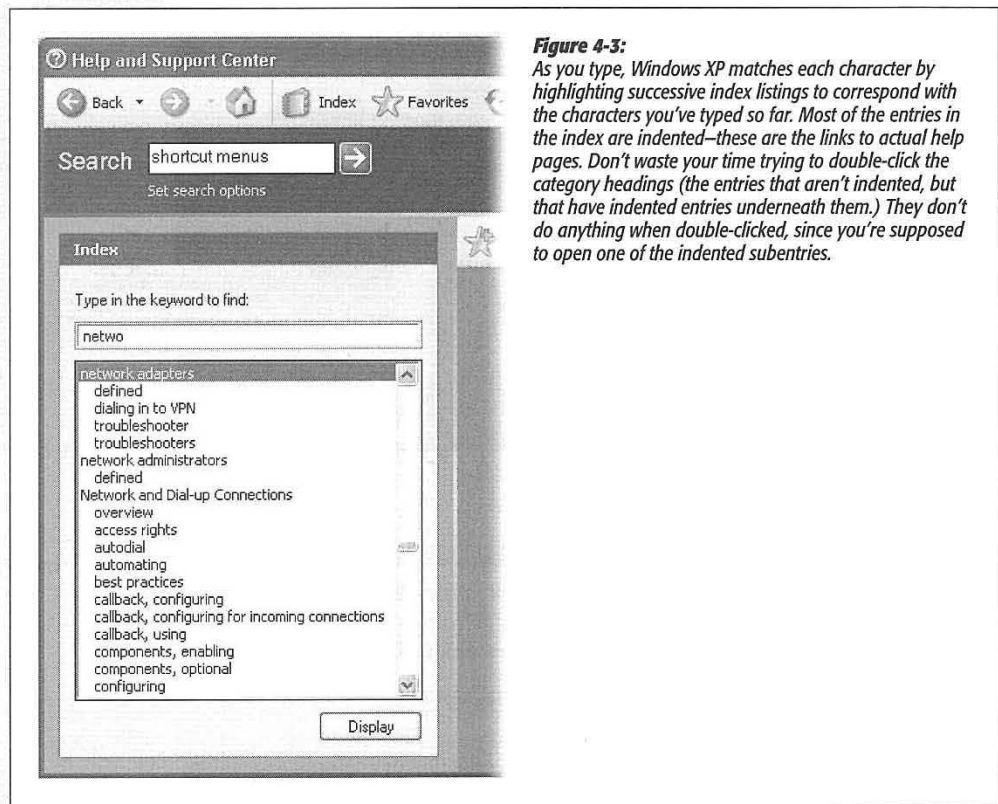 Help and Support Center
Back Index Favorites
Search shortcut menus
Set search options
Index
Type in the keyword to find:
netwo
network adapters
defined
dialing in to VPN
troubleshooter
troubleshooters
network administrators
defined
Network and Dial-up Connections
overview
access rights
autodial
automating
best practices
callback, configuring
callback, configuring for incoming connections
callback, using
components, enabling
components, optional
configuring
Display
Figure 4-3:
As you type, Windows XP matches each character by
highlighting successive index listings to correspond with
the characters you've typed so far. Most of the entries in
the index are indented—these are the links to actual help
pages. Don't waste your time trying to double-click the
category headings (the entries that aren't indented, but
that have indented entries underneath them.) They don't
do anything when double-clicked, since you're supposed
to open one of the indented subentries.